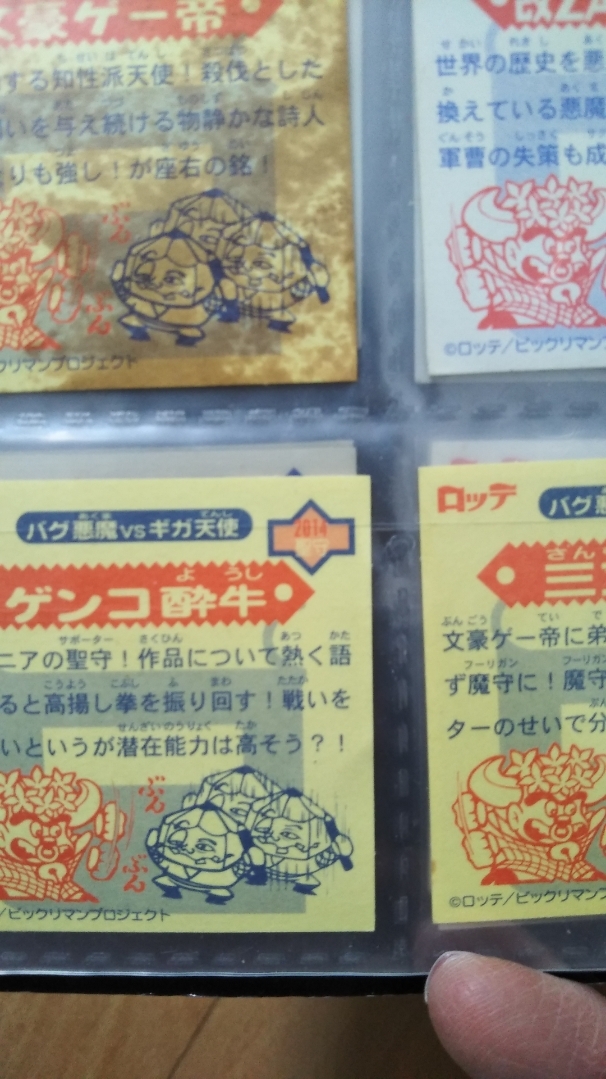 文豪ゲー帝
する知性派天使！殺伐とした
いを与え続ける物静かな詩人
りも強し！が座右の銘！
ぶん
ぶん
クリマンプロジェクト
世界の歴史を悪
換えている悪魔
軍曹の失策も成
©ロッテ/ビックリマン
バグ悪魔vsギガ天使
2014
ゲンコ酔牛
ニアの聖守！作品について熱く語
ると高揚し拳を振り回す！戦いを
いというが潜在能力は高そう？！
ぶん
ぶん
/ビックリマンプロジェクト
ロッテ
バグ悪
三
文豪ゲー帝に弟
ず魔守に！魔守
ターのせいで分
©ロッテ/ビックリマンプ